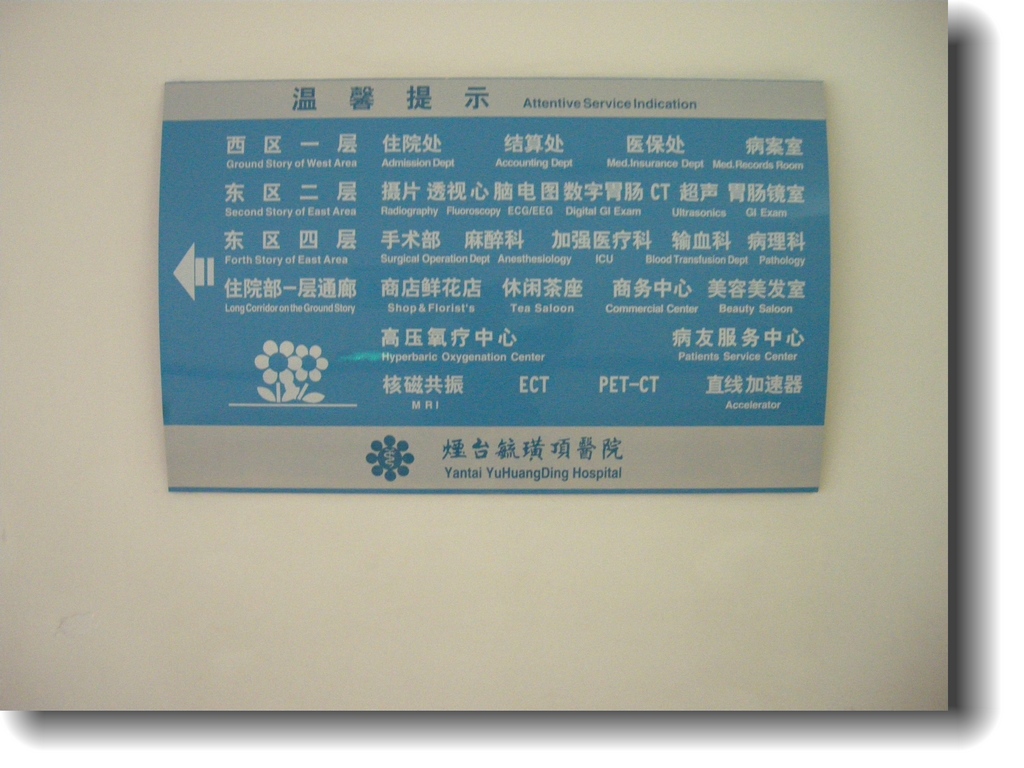 温馨提示 Attentive Service Indication
西区一层 住院处 结算处 医保处 病案室
Ground Story of West Area Admission Dept Accounting Dept Med.Insurance Dept Med.Records Room
东区二层 摄片 透视 心脑电图 数字胃肠 CT 超声 胃肠镜室
Second Story of East Area Radiography Fluoroscopy ECG/EEG Digital GI Exam Ultrasonics GI Exam
东区四层 手术部 麻醉科 加强医疗科 输血科 病理科
Forth Story of East Area Surgical Operation Dept Anesthesiology ICU Blood Transfusion Dept Pathology
住院部一层通廊 商店鲜花店 休闲茶座 商务中心 美容美发室
Long Corridor on the Ground Story Shop & Florist's Tea Saloon Commercial Center Beauty Saloon
高压氧疗中心 病友服务中心
Hyperbaric Oxygenation Center Patients Service Center
核磁共振 ECT PET-CT 直线加速器
MRI Accelerator
煙台毓璜頂醫院
Yantai YuHuangDing Hospital